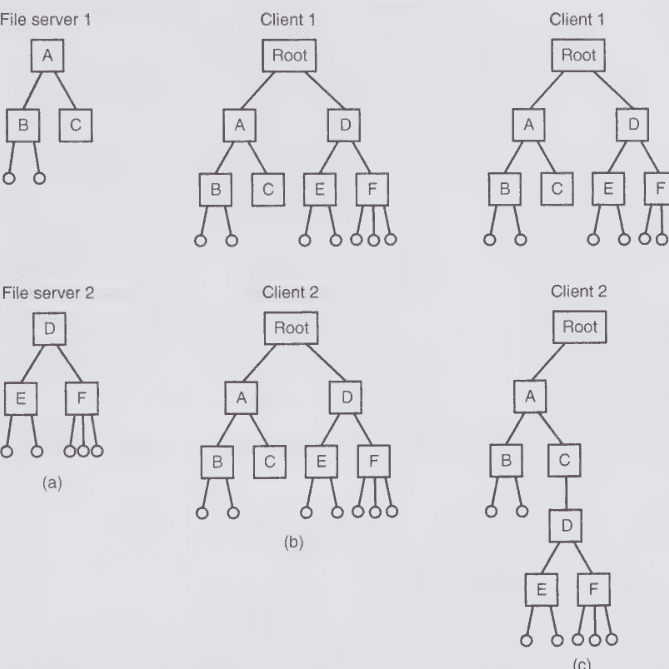 File server 1
A
B C
File server 2
D
E F
(a)
Client 1
Root
A D
B C E F
Client 2
Root
A D
B C E F
(b)
Client 1
Root
A D
B C E F
Client 2
Root
A
B C
D
E F
(c)